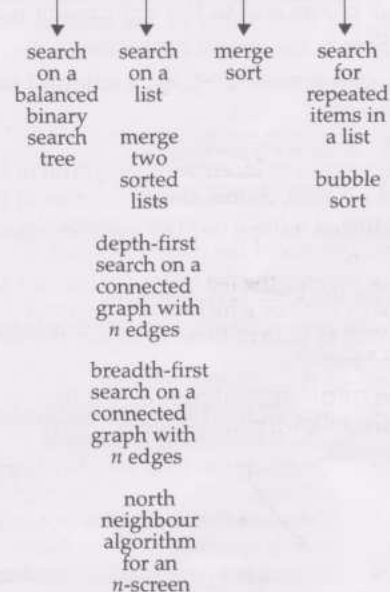 search
on a
balanced
binary
search
tree
search
on a
list
merge
two
sorted
lists
depth-first
search on a
connected
graph with
n edges
breadth-first
search on a
connected
graph with
n edges
north
neighbour
algorithm
for an
n-screen
merge
sort
search
for
repeated
items in
a list
bubble
sort